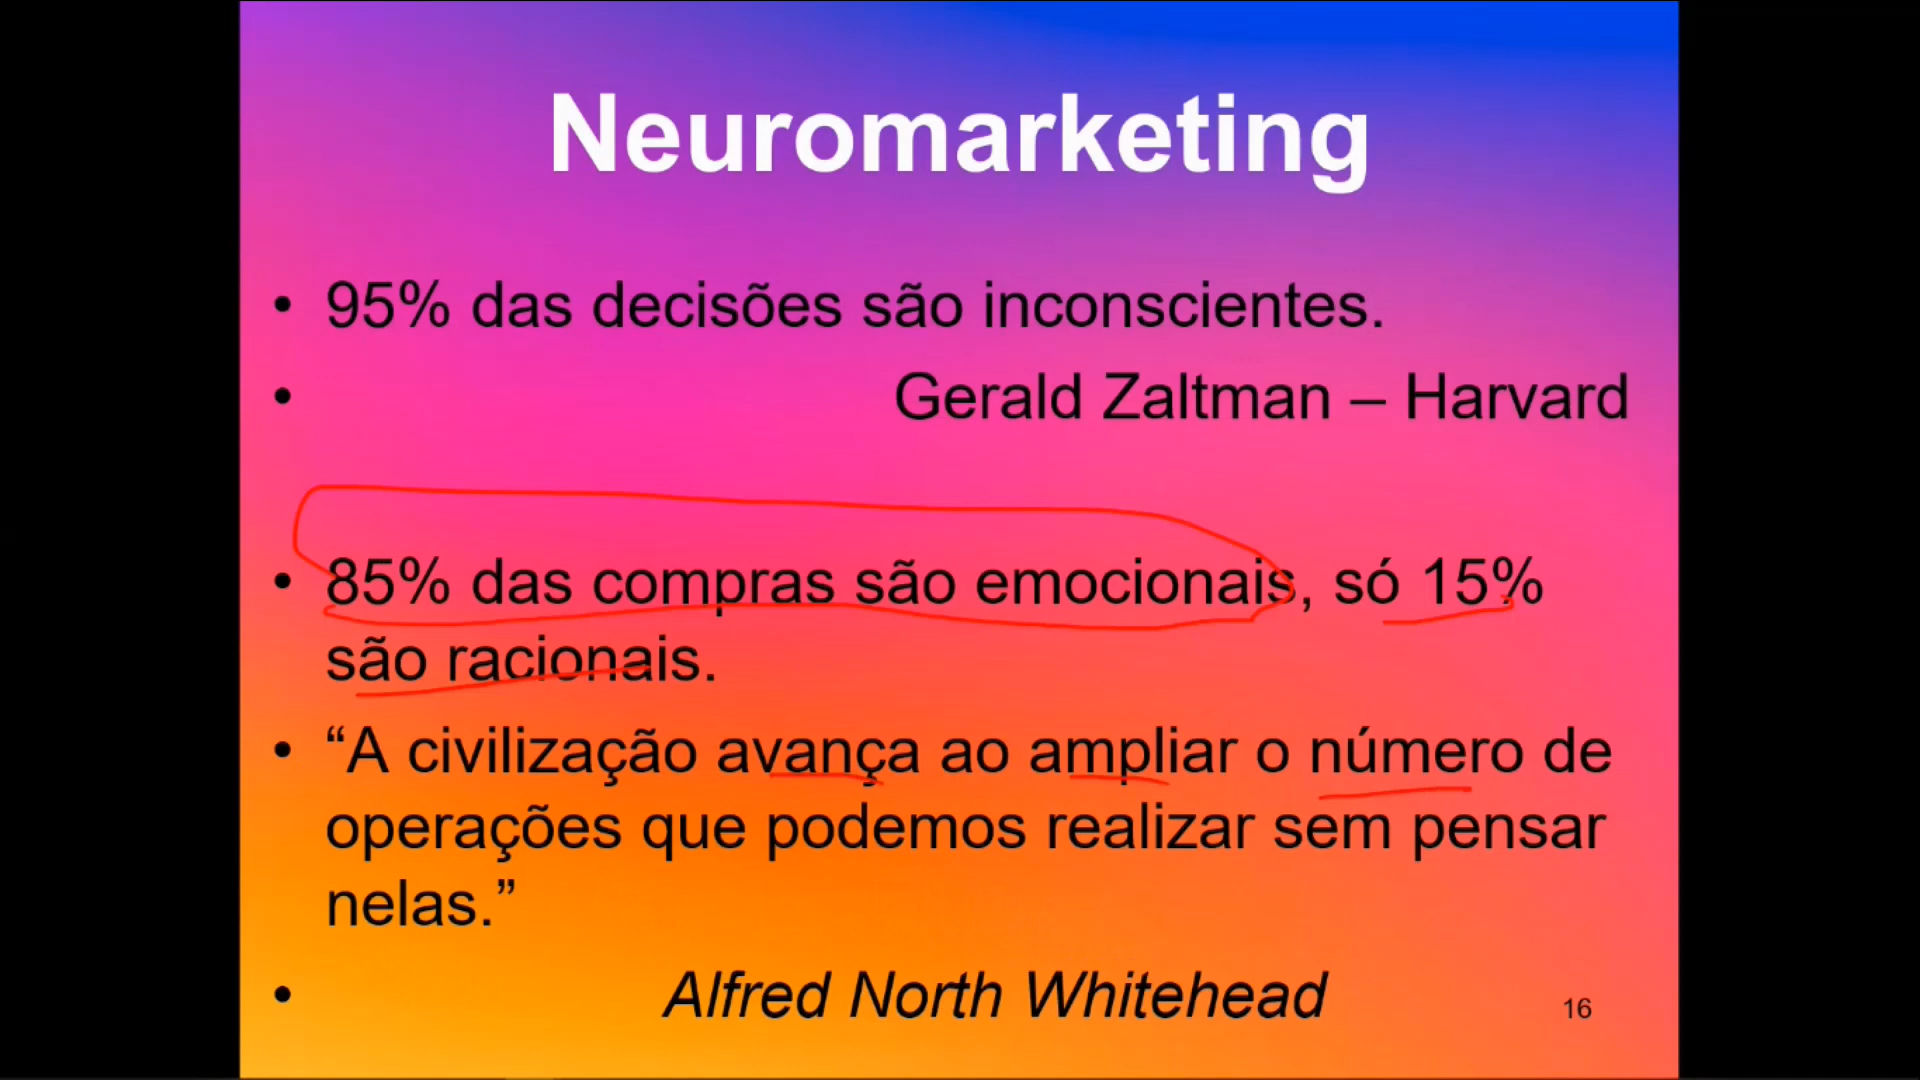 Neuromarketing
• 95% das decisões são inconscientes.
• Gerald Zaltman – Harvard
• 85% das compras são emocionais, só 15%
são racionais.
• “A civilização avança ao ampliar o número de
operações que podemos realizar sem pensar
nelas.”
• Alfred North Whitehead
16